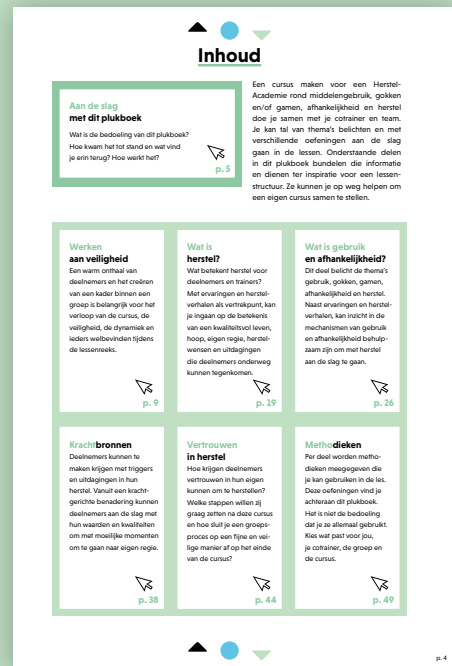 Inhoud
Aan de slag
met dit plukboek
Wat is de bedoeling van dit plukboek?
Hoe kwam het tot stand en wat vind
je erin terug? Hoe werkt het?
p. 5
Een cursus maken voor een Herstel-
Academie rond middelengebruik, gokken
en/of gamen, afhankelijkheid en herstel
doe je samen met je cotrainer en team.
Je kan tal van thema's belichten en met
verschillende oefeningen aan de slag
gaan in de lessen. Onderstaande delen
in dit plukboek bundelen die informatie
en dienen ter inspiratie voor een lessen-
structuur. Ze kunnen je op weg helpen om
een eigen cursus samen te stellen.
Werken
aan veiligheid
Een warm onthaal van
deelnemers en het creëren
van een kader binnen een
groep is belangrijk voor het
verloop van de cursus, de
veiligheid, de dynamiek en
ieders welbevinden tijdens
de lessenreeks.
p. 9
Wat is
herstel?
Wat betekent herstel voor
deelnemers en trainers?
Met ervaringen en herstel-
verhalen als vertrekpunt, kan
je ingaan op de betekenis
van een kwaliteitsvol leven,
hoop, eigen regie, herstel-
wensen en uitdagingen
die deelnemers onderweg
kunnen tegenkomen.
p. 19
Wat is gebruik
en afhankelijkheid?
Dit deel belicht de thema's
gebruik, gokken, gamen,
afhankelijkheid en herstel.
Naast ervaringen en herstel-
verhalen, kan inzicht in de
mechanismen van gebruik
en afhankelijkheid behulp-
zaam zijn om met herstel
aan de slag te gaan.
p. 26
Krachtbronnen
Deelnemers kunnen te
maken krijgen met triggers
en uitdagingen in hun
herstel. Vanuit een kracht-
gerichte benadering kunnen
deelnemers aan de slag met
hun waarden en kwaliteiten
om met moeilijke momenten
om te gaan naar eigen regie.
p. 38
Vertrouwen
in herstel
Hoe krijgen deelnemers
vertrouwen in hun eigen
kunnen om te herstellen?
Welke stappen willen zij
graag zetten na deze cursus
en hoe sluit je een groeps-
proces op een fijne en vei-
lige manier af op het einde
van de cursus?
p. 44
Methodieken
Per deel worden metho-
dieken meegegeven die
je kan gebruiken in de les.
Deze oefeningen vind je
achteraan dit plukboek.
Het is niet de bedoeling
dat je ze allemaal gebruikt.
Kies wat past voor jou,
je cotrainer, de groep en
de cursus.
p. 49
p. 4